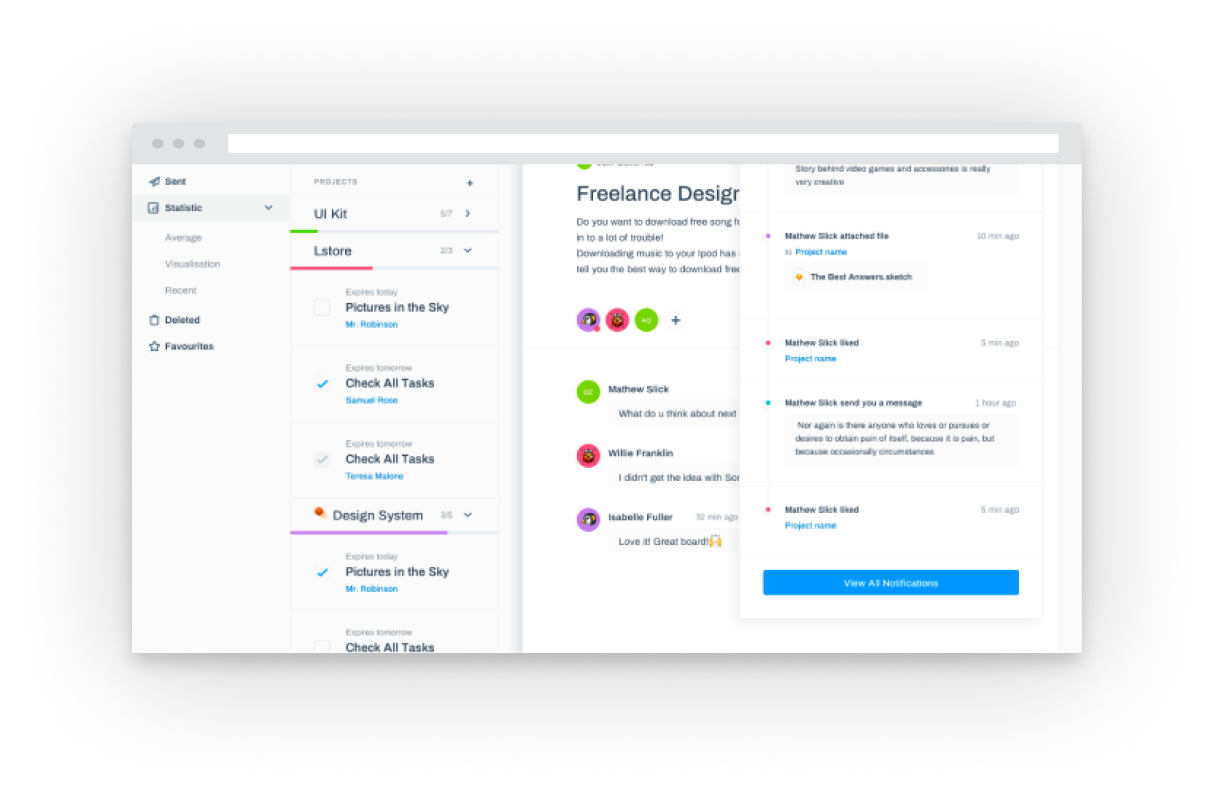 Sent
Statistic
Average
Visualisation
Recent
Deleted
Favourites
PROJECTS
+
UI Kit 5/7
Lstore 2/3
Expires today
Pictures in the Sky
Mr. Robinson
Expires tomorrow
Check All Tasks
Samuel Rose
Expires tomorrow
Check All Tasks
Teresa Malone
Design System 3/5
Expires today
Pictures in the Sky
Mr. Robinson
Expires tomorrow
Check All Tasks
Freelance Design
Do you want to download free song fo
in to a lot of trouble!
Downloading music to your Ipod has
tell you the best way to download free
AO
+
OZ
Mathew Slick
What do u think about next
Willie Franklin
I didn't get the idea with Son
Isabelle Fuller 32 min ago
Love it! Great board!🙌
Story behind video games and accessories is really
very creative
Mathew Slick attached file 10 min ago
to Project name
The Best Answers.sketch
Mathew Slick liked 5 min ago
Project name
Mathew Slick send you a message 1 hour ago
Nor again is there anyone who loves or pursues or
desires to obtain pain of itself, because it is pain, but
because occasionally circumstances
Mathew Slick liked 5 min ago
Project name
View All Notifications